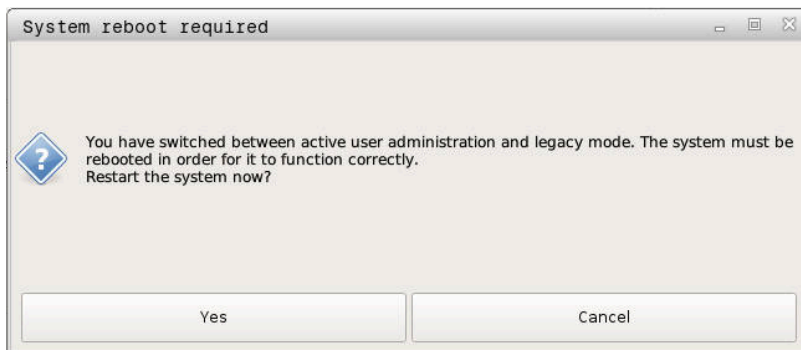 System reboot required
You have switched between active user administration and legacy mode. The system must be
rebooted in order for it to function correctly.
Restart the system now?
Yes
Cancel